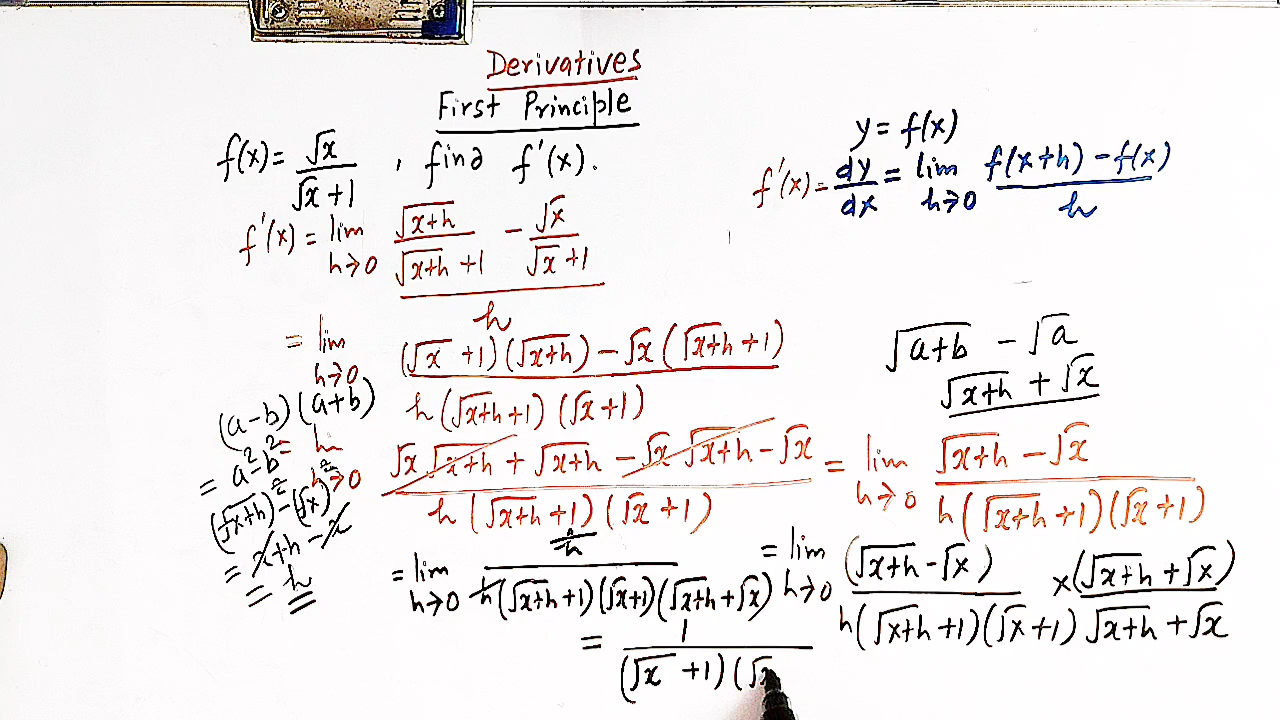 Derivatives
First Principle
f(x) = √x / (√x + 1) , find f'(x).
y = f(x)
f'(x) = dy/dx = lim h→0 (f(x+h) − f(x)) / h
f'(x) = lim h→0 (√(x+h) / (√(x+h) + 1) − √x / (√x + 1)) / h
= lim h→0 ((√x + 1)(√(x+h)) − √x (√(x+h) + 1)) / (h (√(x+h) + 1)(√x + 1))
√(a+b) − √a
√(x+h) + √x
(a−b)(a+b)
= a² − b²
(√(x+h))² − (√x)²
= x + h − x
= h
= lim h→0 (√x √(x+h) + √(x+h) − √x √(x+h) − √x) / (h (√(x+h) + 1)(√x + 1))
= lim h→0 (√(x+h) − √x) / (h (√(x+h) + 1)(√x + 1))
= lim h→0 (√(x+h) − √x) / (h (√(x+h) + 1)(√x + 1)) × (√(x+h) + √x) / (√(x+h) + √x)
= lim h→0 h / (h (√(x+h) + 1)(√x + 1)(√(x+h) + √x))
= 1 / ((√x + 1)(√x